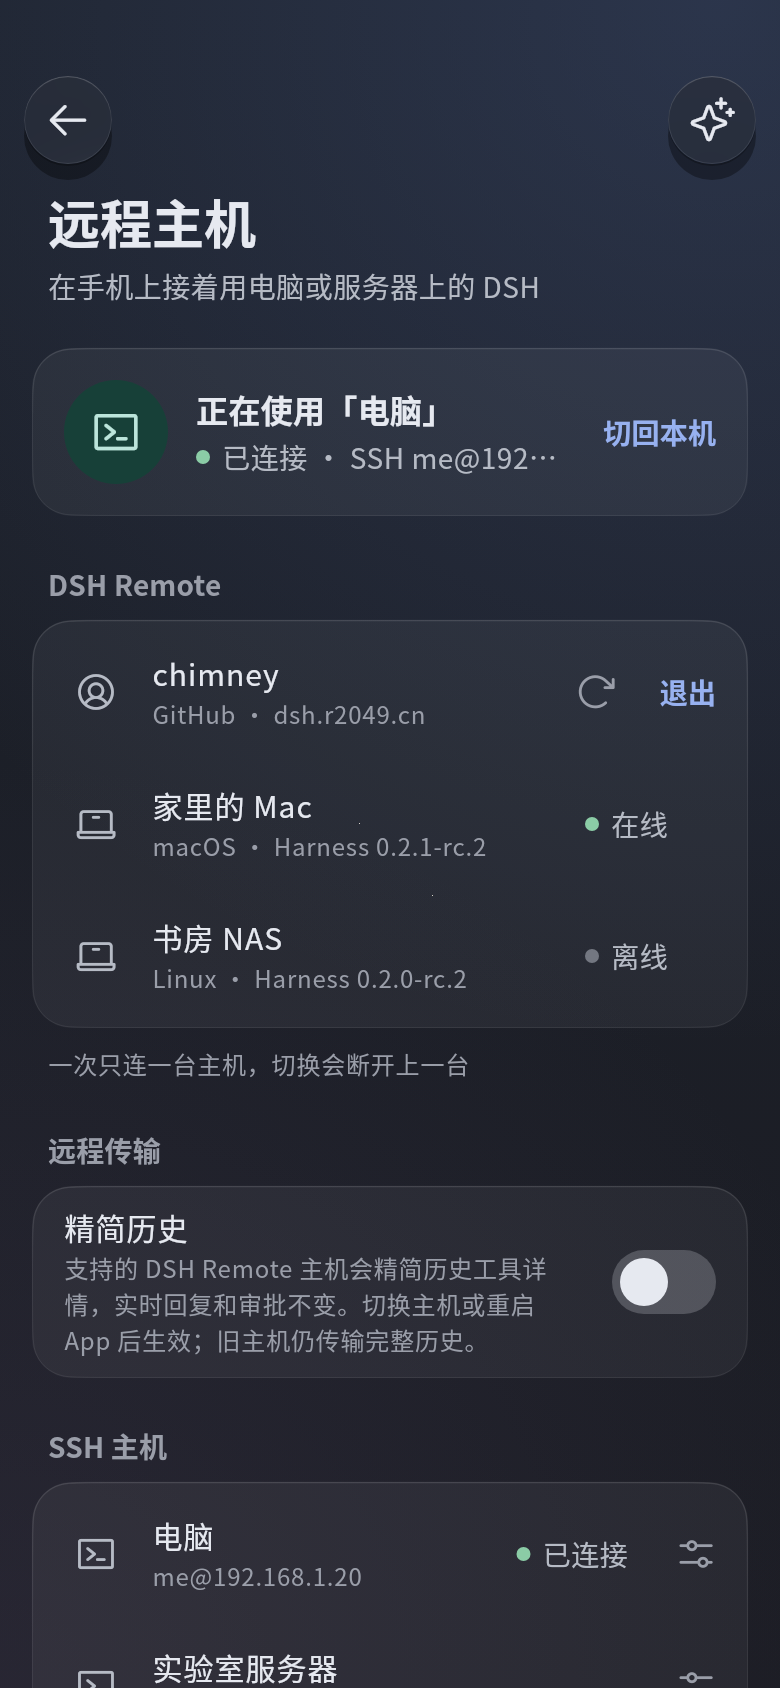 远程主机
在手机上接着用电脑或服务器上的 DSH
正在使用「电脑」
已连接 · SSH me@192…
切回本机
DSH Remote
chimney
GitHub · dsh.r2049.cn
退出
家里的 Mac
macOS · Harness 0.2.1-rc.2
在线
书房 NAS
Linux · Harness 0.2.0-rc.2
离线
一次只连一台主机，切换会断开上一台
远程传输
精简历史
支持的 DSH Remote 主机会精简历史工具详
情，实时回复和审批不变。切换主机或重启
App 后生效；旧主机仍传输完整历史。
SSH 主机
电脑
me@192.168.1.20
已连接
实验室服务器